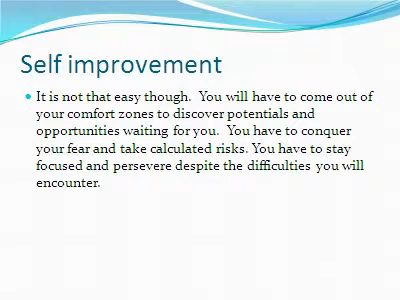 Self improvement
It is not that easy though.  You will have to come out of
your comfort zones to discover potentials and
opportunities waiting for you.  You have to conquer
your fear and take calculated risks. You have to stay
focused and persevere despite the difficulties you will
encounter.